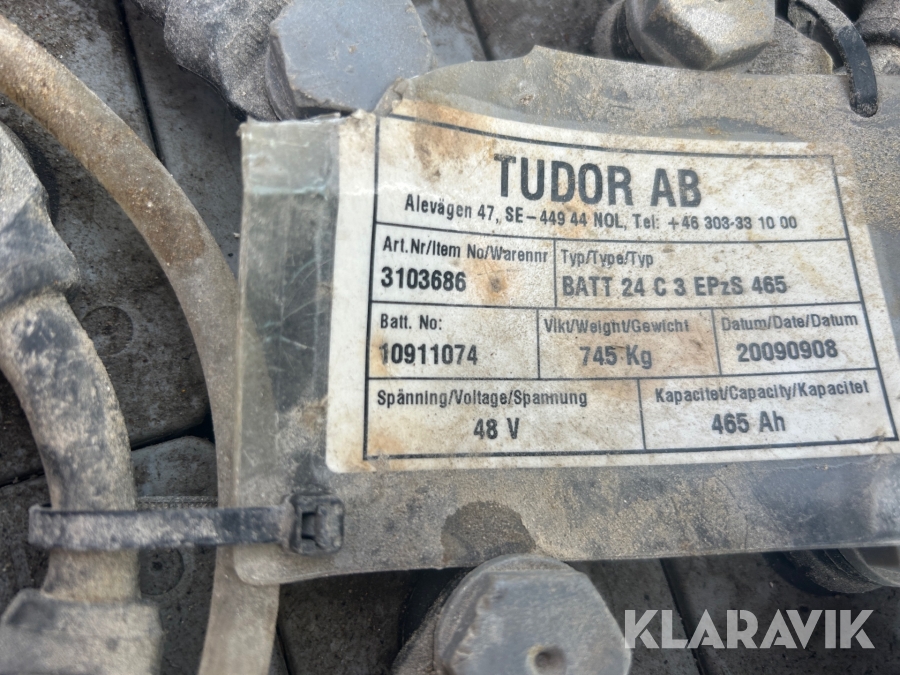 TUDOR AB
Alevägen 47, SE-449 44 NOL, Tel: +46 303-33 10 00
Art.Nr/Item No/Warennr
3103686
Typ/Type/Typ
BATT 24 C 3 EPzS 465
Batt. No:
10911074
Vikt/Weight/Gewicht
745 Kg
Datum/Date/Datum
20090908
Spänning/Voltage/Spannung
48 V
Kapacitet/Capacity/Kapacitet
465 Ah
KLARAVIK